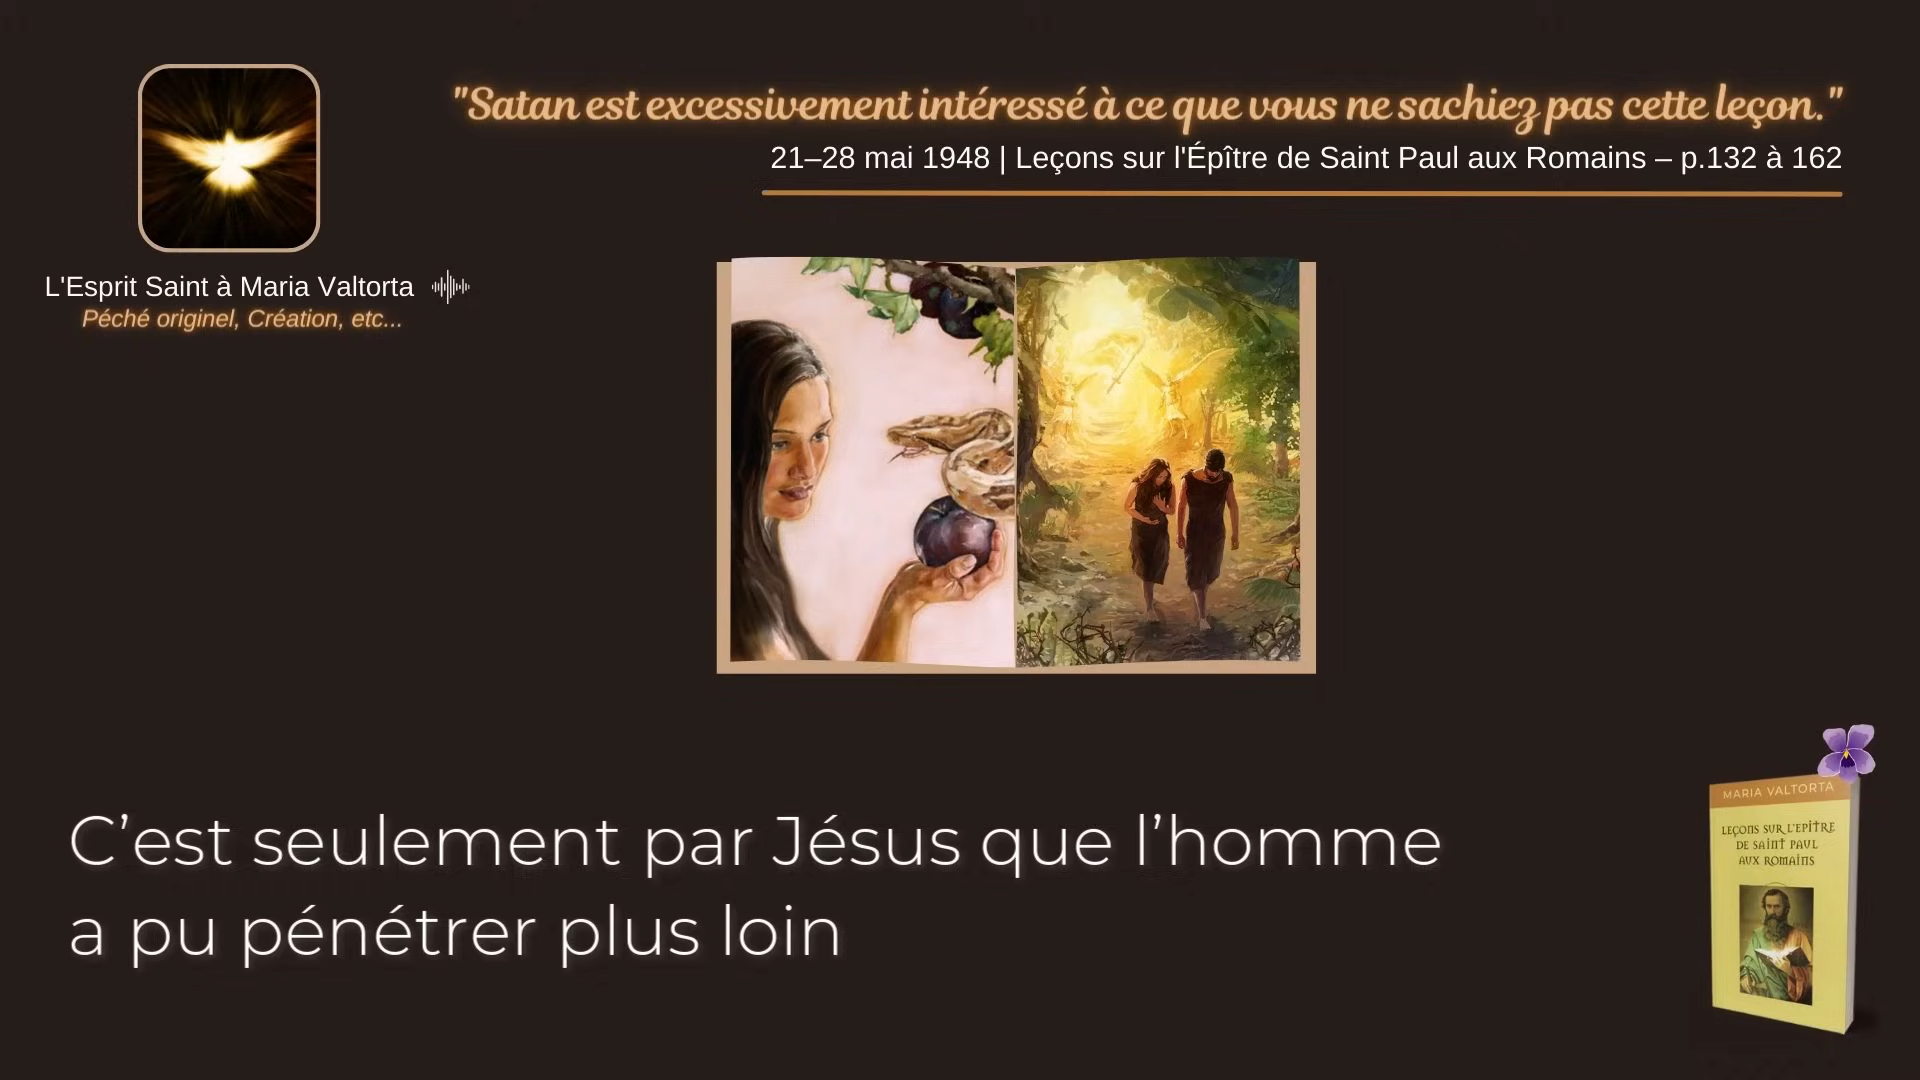 "Satan est excessivement intéressé à ce que vous ne sachiez pas cette leçon."
21–28 mai 1948 | Leçons sur l'Épître de Saint Paul aux Romains – p.132 à 162
L'Esprit Saint à Maria Valtorta
Péché originel, Création, etc...
C’est seulement par Jésus que l’homme
a pu pénétrer plus loin
MARIA VALTORTA
LEÇONS SUR L'EPÎTRE
DE SAINT PAUL
AUX ROMAINS